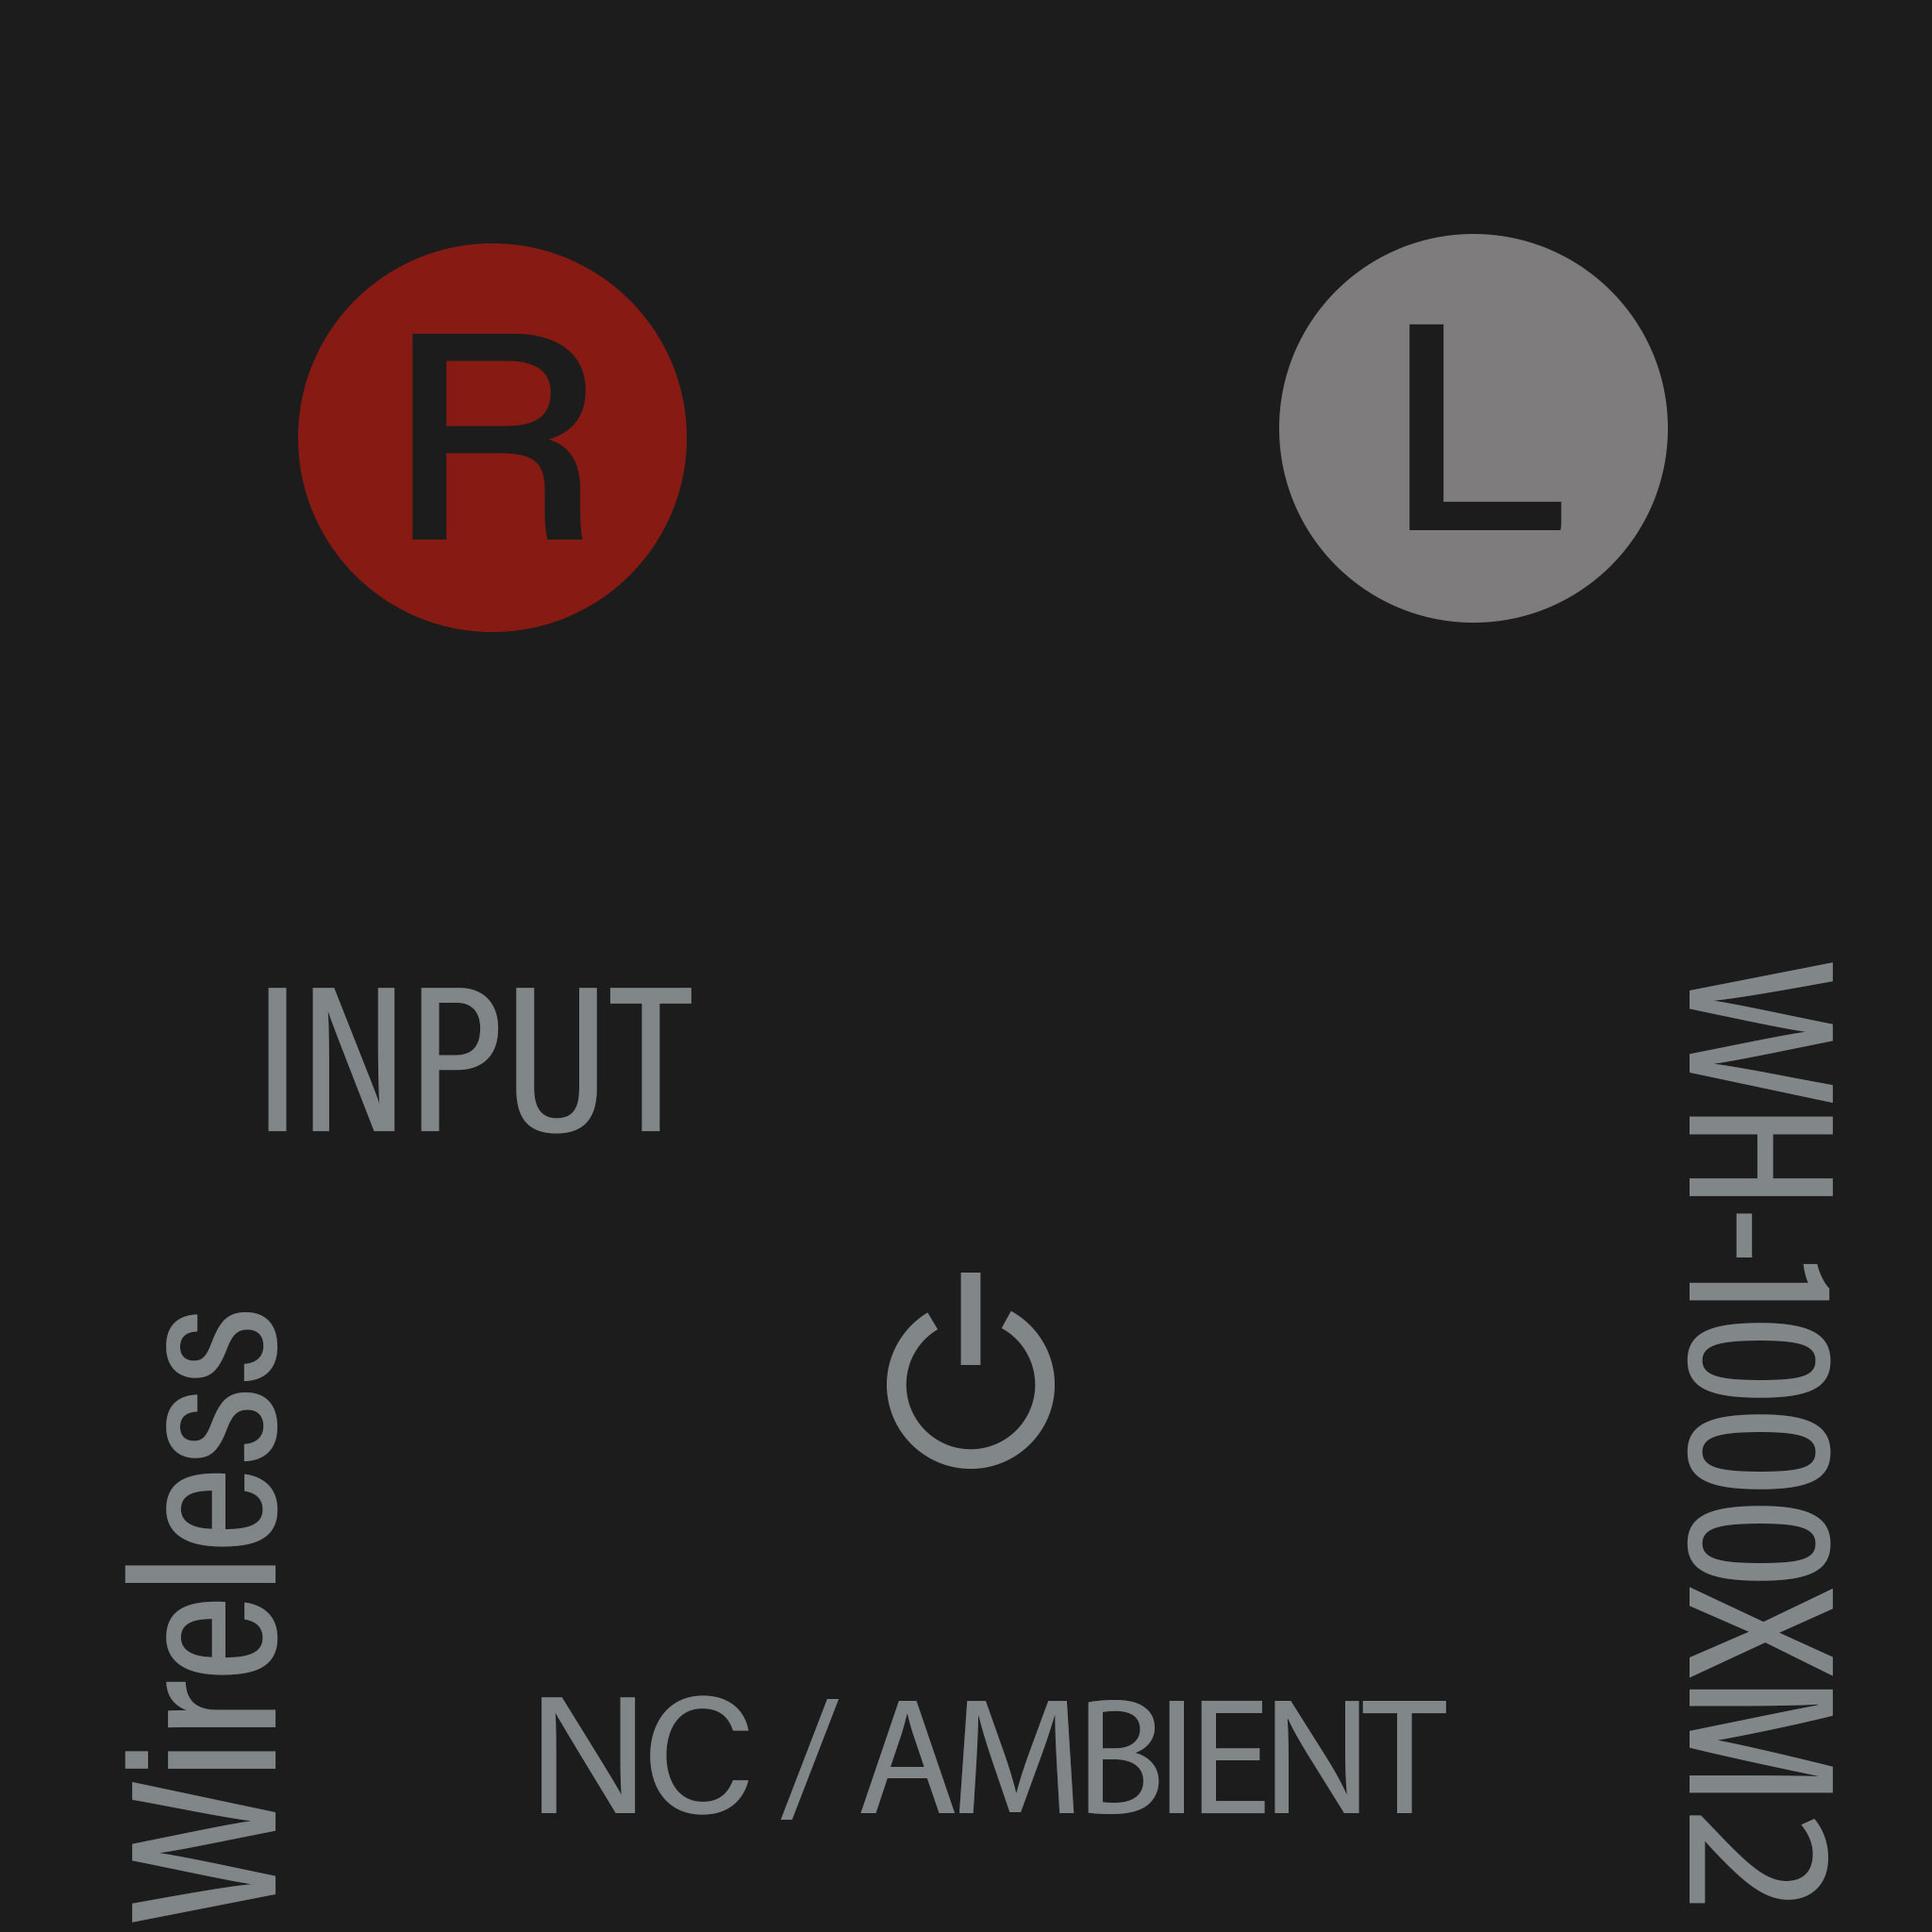 R
L
INPUT
WH-1000XM2
Wireless
NC / AMBIENT